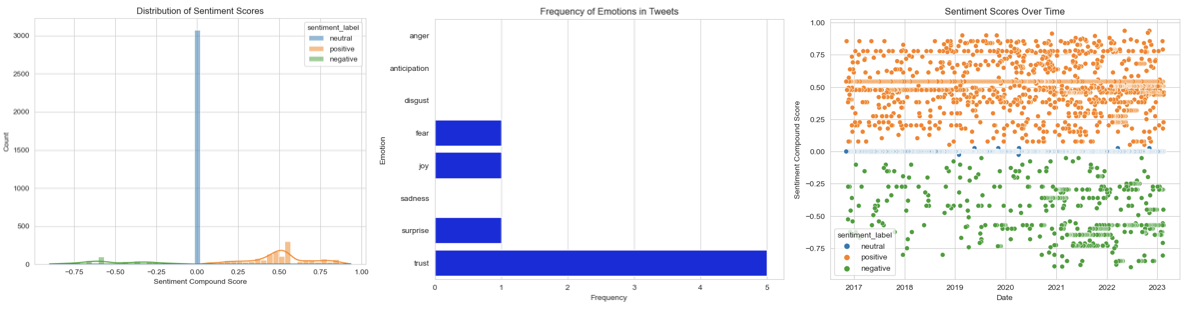 Distribution of Sentiment Scores
sentiment_label
neutral
positive
negative
3000
2500
2000
1500
1000
500
0
Count
−0.75
−0.50
−0.25
0.00
0.25
0.50
0.75
1.00
Sentiment Compound Score
Frequency of Emotions in Tweets
anger
anticipation
disgust
fear
joy
sadness
surprise
trust
Emotion
0
1
2
3
4
5
Frequency
Sentiment Scores Over Time
1.00
0.75
0.50
0.25
0.00
−0.25
−0.50
−0.75
Sentiment Compound Score
sentiment_label
neutral
positive
negative
2017
2018
2019
2020
2021
2022
2023
Date